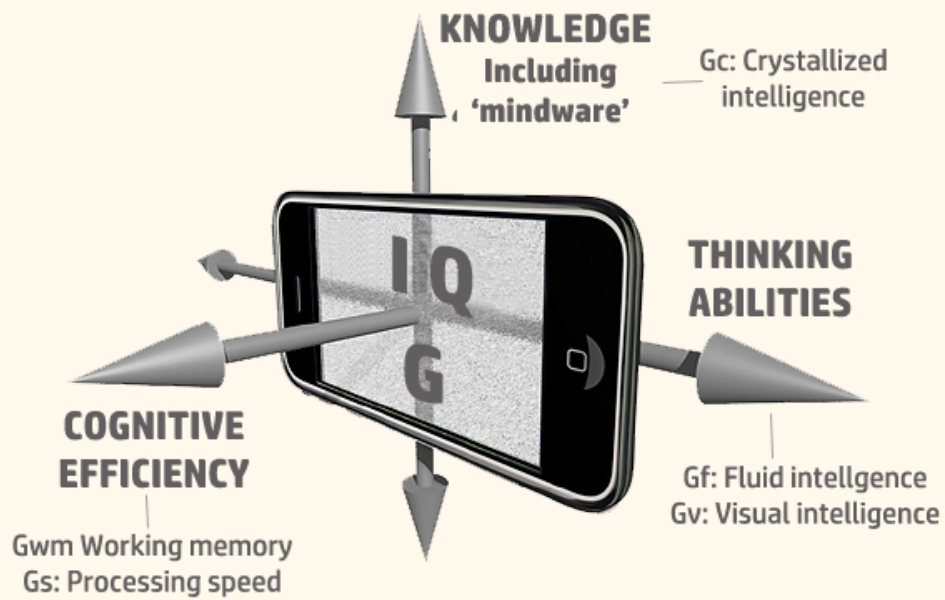 KNOWLEDGE
Including
‘mindware’
Gc: Crystallized
intelligence
I Q
G
THINKING
ABILITIES
COGNITIVE
EFFICIENCY
Gf: Fluid intellgence
Gv: Visual intelligence
Gwm Working memory
Gs: Processing speed